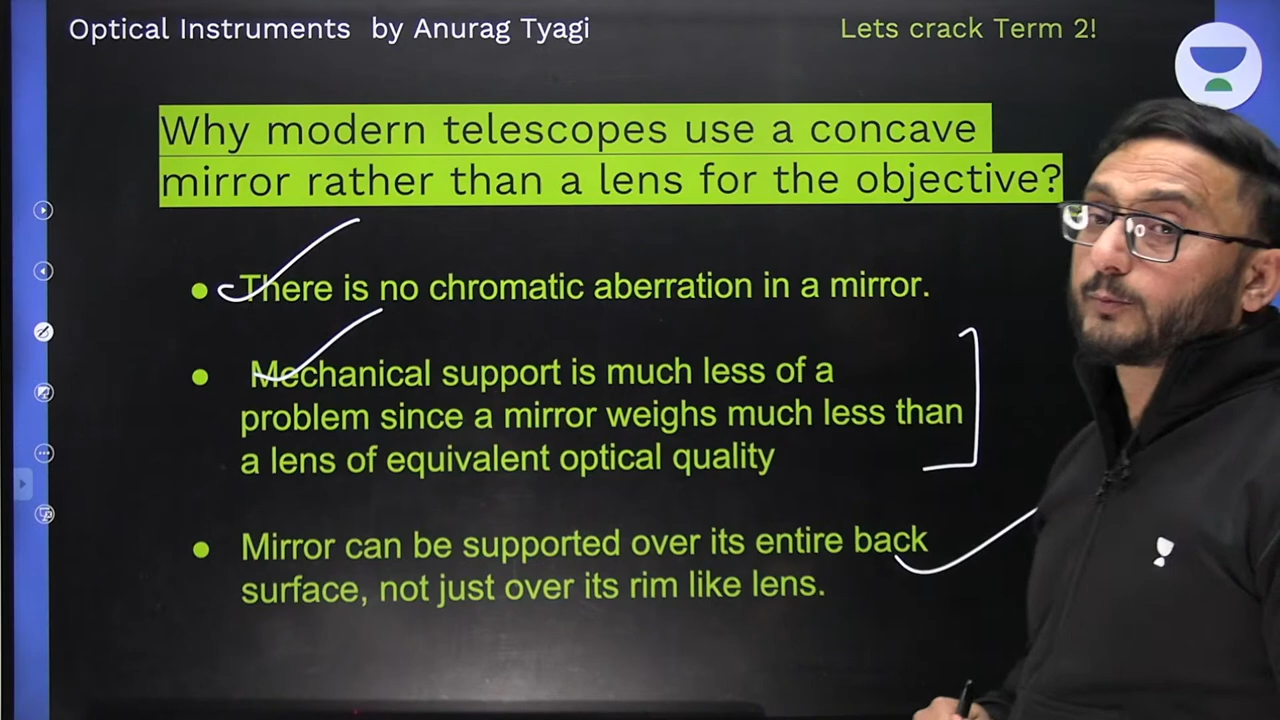 Optical Instruments by Anurag Tyagi
Lets crack Term 2!
Why modern telescopes use a concave
mirror rather than a lens for the objective?
There is no chromatic aberration in a mirror.
Mechanical support is much less of a
problem since a mirror weighs much less than
a lens of equivalent optical quality
Mirror can be supported over its entire back
surface, not just over its rim like lens.